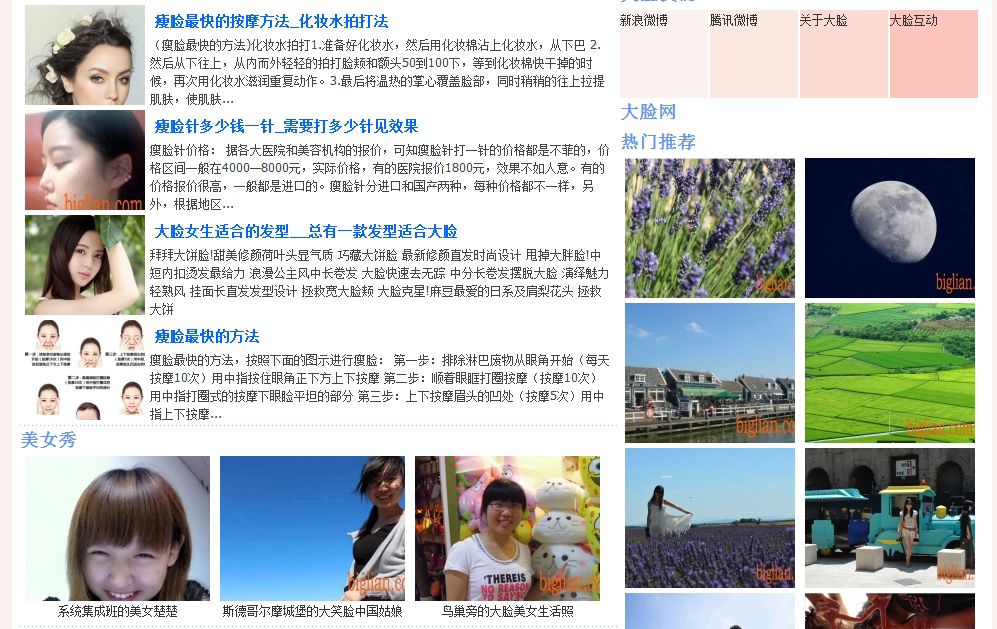 瘦脸最快的按摩方法_化妆水拍打法
（瘦脸最快的方法)化妆水拍打1.准备好化妆水，然后用化妆棉沾上化妆水，从下巴 2.
然后从下往上，从内而外轻轻的拍打脸颊和额头50到100下，等到化妆棉快干掉的时
候，再次用化妆水滋润重复动作。3.最后将温热的掌心覆盖脸部，同时稍稍的往上拉提
肌肤，使肌肤...
瘦脸针多少钱一针_需要打多少针见效果
瘦脸针价格： 据各大医院和美容机构的报价，可知瘦脸针打一针的价格都是不菲的，价
格区间一般在4000—8000元，实际价格，有的医院报价1800元，效果不如人意。有的
价格报价很高，一般都是进口的。瘦脸针分进口和国产两种，每种价格都不一样，另
外，根据地区...
biglian.com
大脸女生适合的发型__总有一款发型适合大脸
拜拜大饼脸!甜美修颜荷叶头显气质 巧藏大饼脸 最新修颜直发时尚设计 甩掉大胖脸!中
短内扣烫发最给力 浪漫公主风中长卷发 大脸快速去无踪 中分长卷发摆脱大脸 演绎魅力
轻熟风 挂面长直发发型设计 拯救宽大脸颊 大脸克星!麻豆最爱的日系及肩梨花头 拯救
大饼
瘦脸最快的方法
瘦脸最快的方法，按照下面的图示进行瘦脸： 第一步：排除淋巴废物从眼角开始（每天
按摩10次）用中指按住眼角正下方上下按摩 第二步：顺着眼眶打圈按摩（按摩10次）
用中指打圈式的按摩下眼睑平坦的部分 第三步：上下按摩眉头的凹处（按摩5次）用中
指上下按摩...
美女秀
biglian.co
biglian.co
'THEREIS
NO REASON
系统集成班的美女楚楚
斯德哥尔摩城堡的大笑脸中国姑娘
鸟巢旁的大脸美女生活照
新浪微博
腾讯微博
关于大脸
大脸互动
大脸网
热门推荐
biglian.
biglian.
biglian.co
biglian.com
biglian.
biglian.